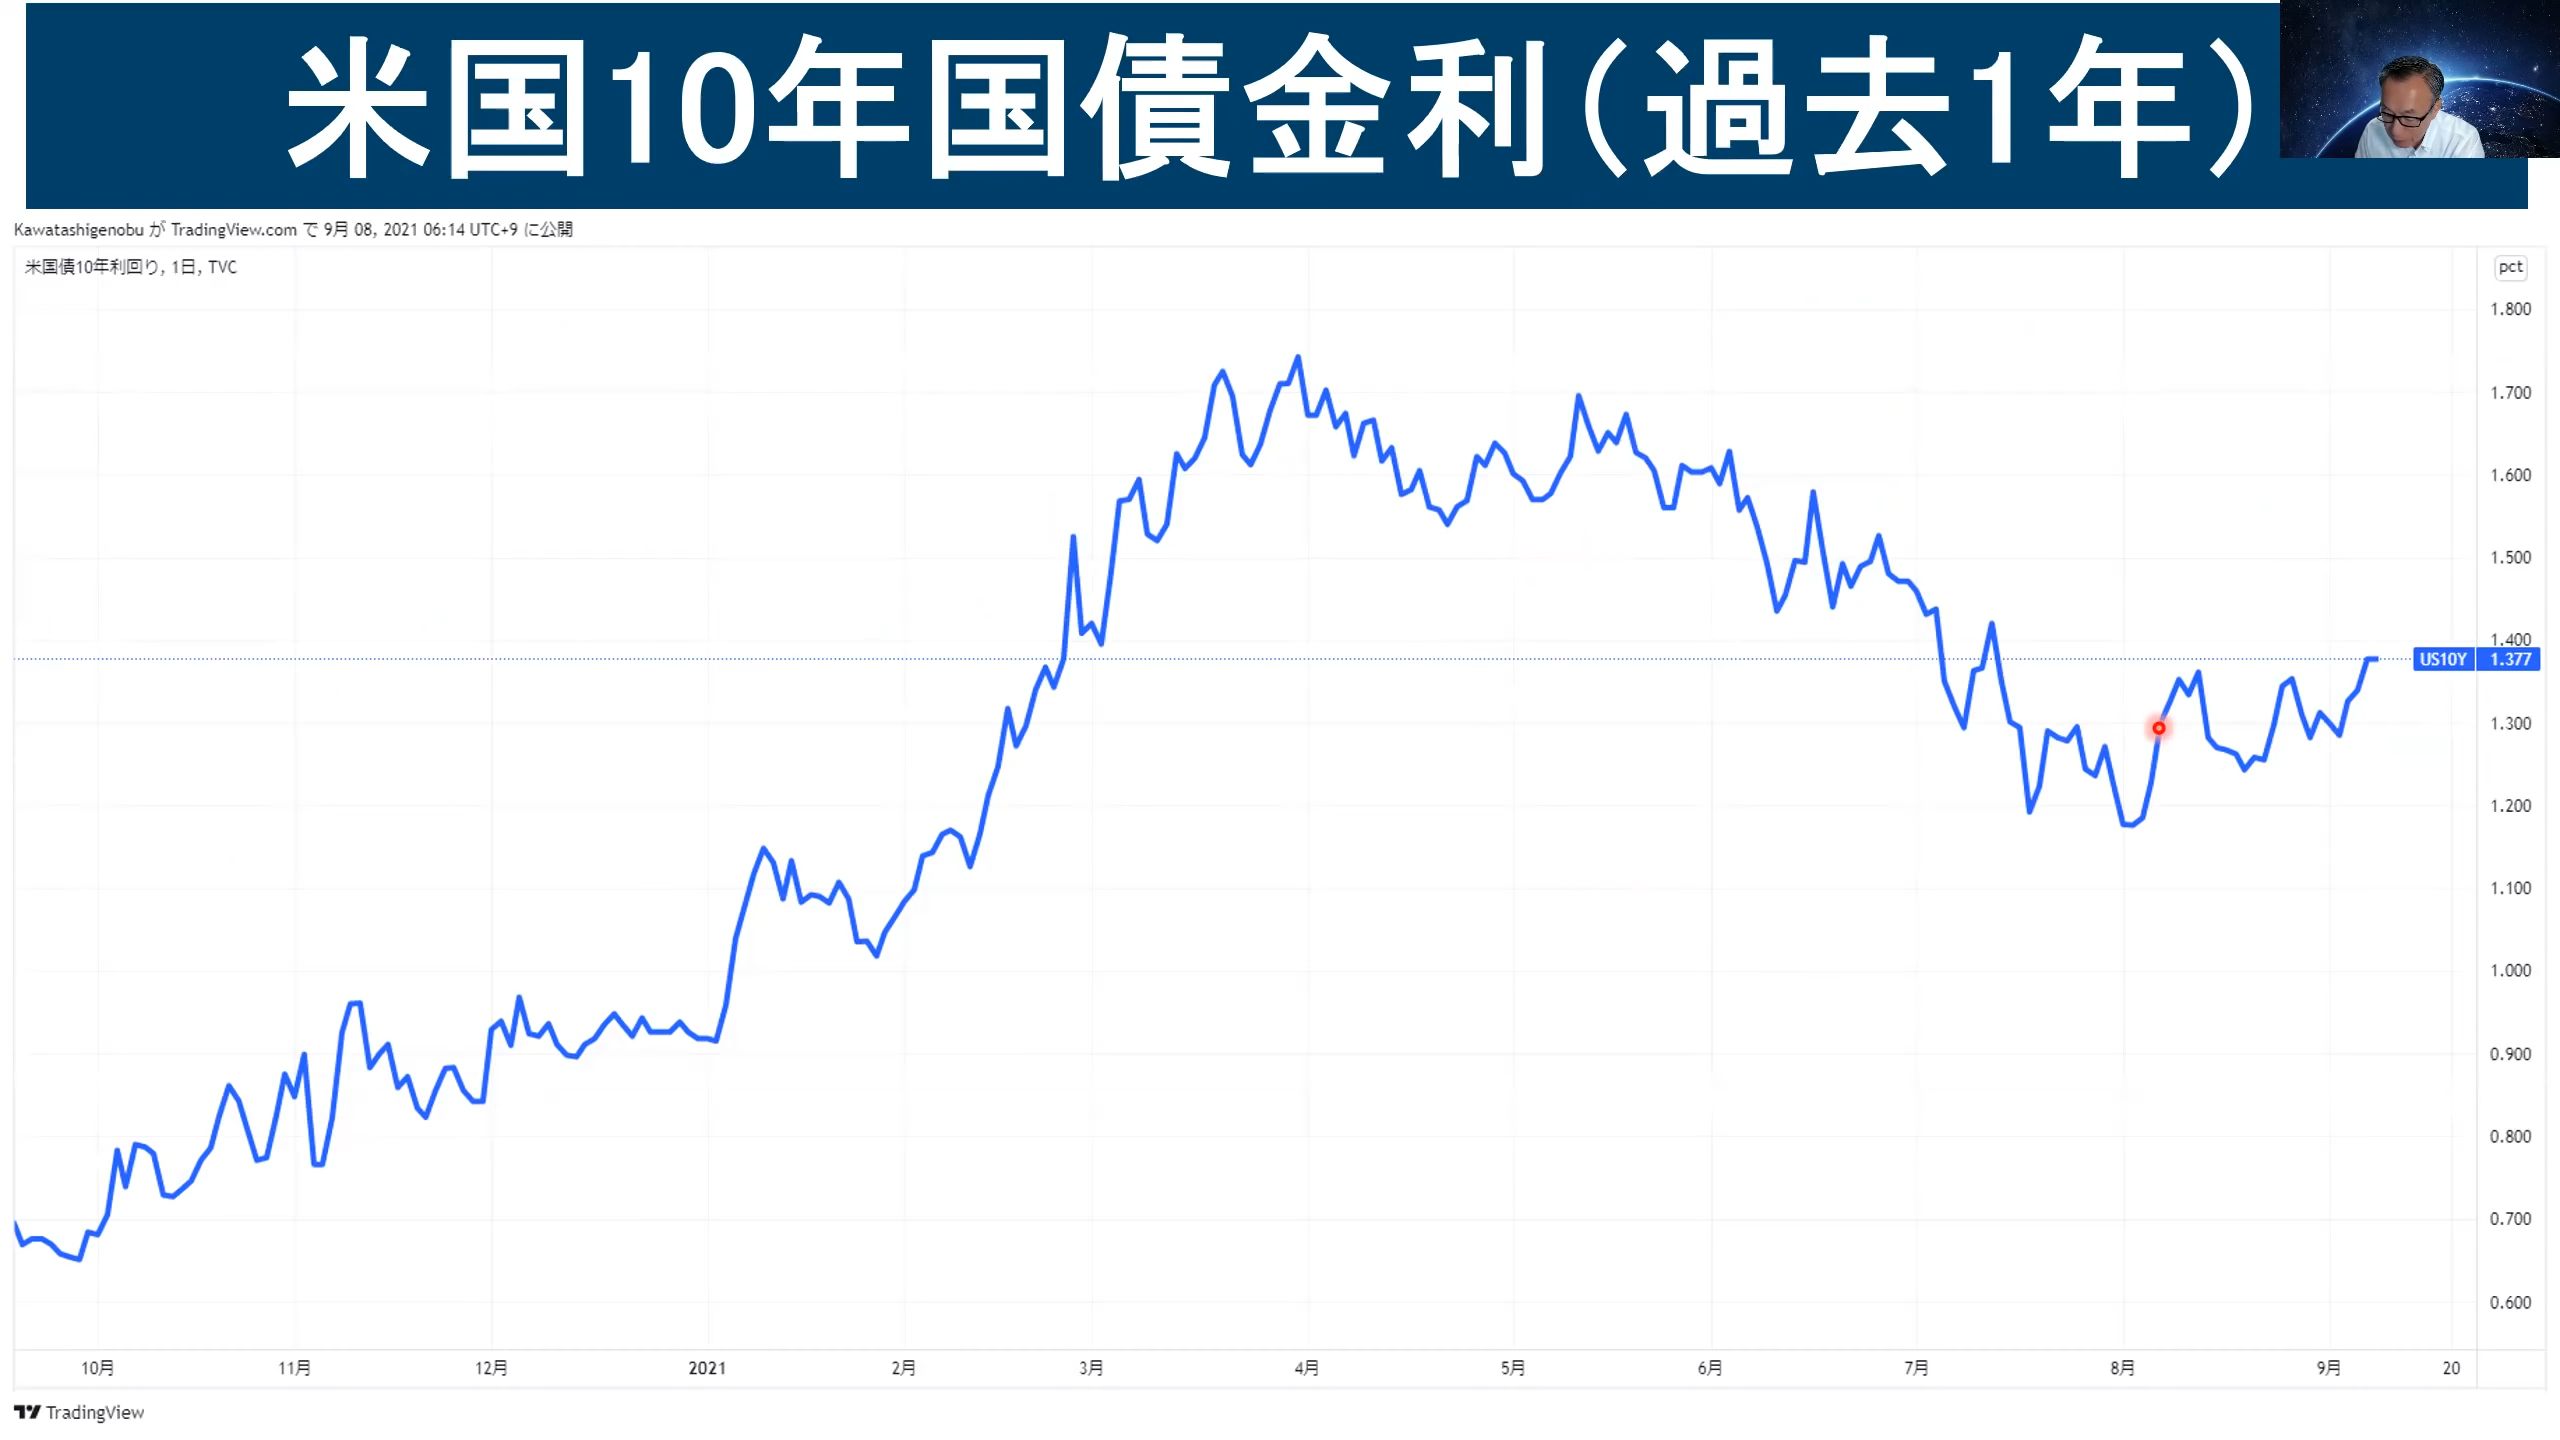 米国10年国債金利（過去1年）
Kawatashigenobu が TradingView.com で 9月 08, 2021 06:14 UTC+9 に公開
米国債10年利回り, 1日, TVC
pct
1.800
1.700
1.600
1.500
1.400
US10Y 1.377
1.300
1.200
1.100
1.000
0.900
0.800
0.700
0.600
10月 11月 12月 2021 2月 3月 4月 5月 6月 7月 8月 9月 20
TradingView